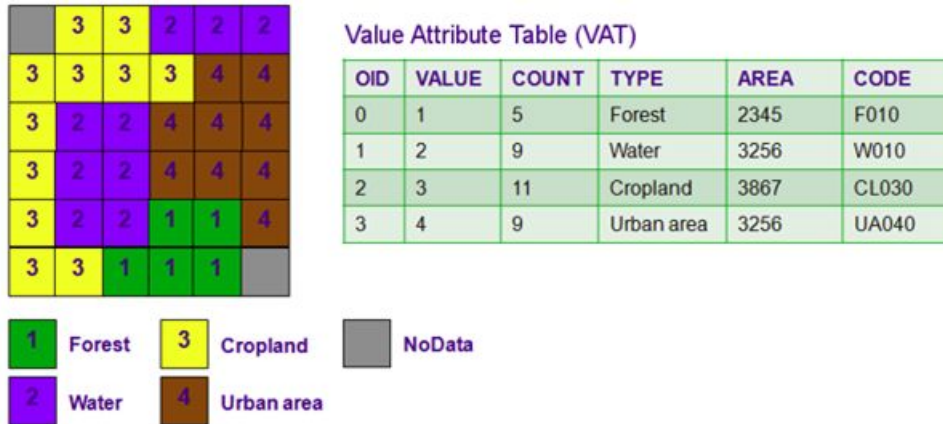 3 3 2 2 2
3 3 3 3 4 4
3 2 2 4 4 4
3 2 2 4 4 4
3 2 2 1 1 4
3 3 1 1 1
Value Attribute Table (VAT)
OID VALUE COUNT TYPE AREA CODE
0 1 5 Forest 2345 F010
1 2 9 Water 3256 W010
2 3 11 Cropland 3867 CL030
3 4 9 Urban area 3256 UA040
1 Forest 3 Cropland NoData
2 Water 4 Urban area